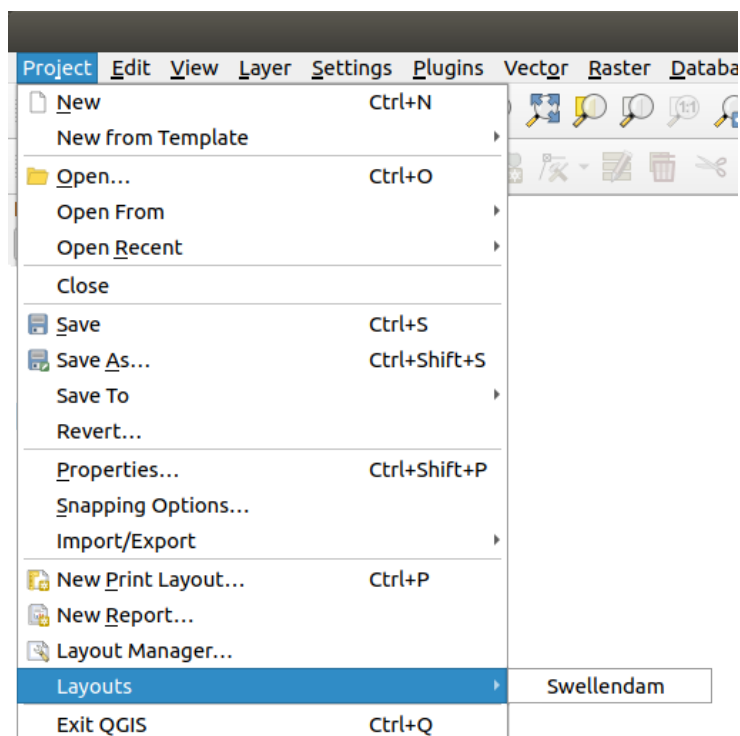 Project Edit View Layer Settings Plugins Vector Raster Databa
New Ctrl+N
New from Template
Open... Ctrl+O
Open From
Open Recent
Close
Save Ctrl+S
Save As... Ctrl+Shift+S
Save To
Revert...
Properties... Ctrl+Shift+P
Snapping Options...
Import/Export
New Print Layout... Ctrl+P
New Report...
Layout Manager...
Layouts Swellendam
Exit QGIS Ctrl+Q